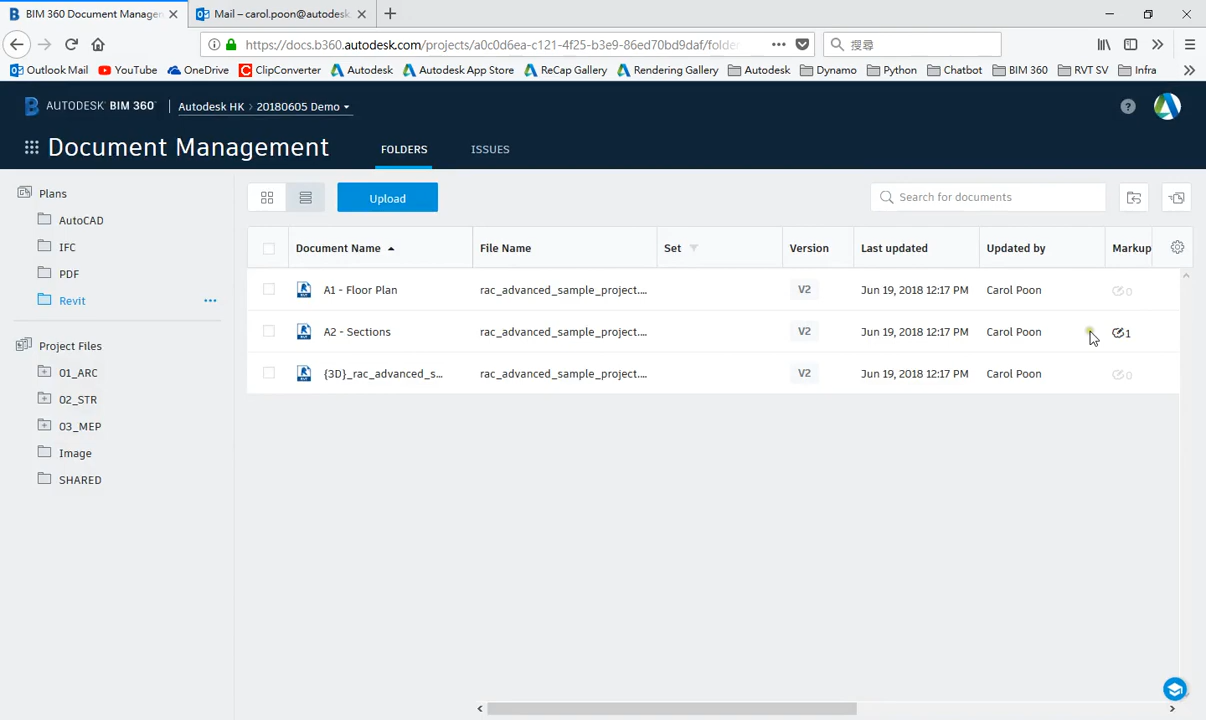 BIM 360 Document Managemen
Mail – carol.poon@autodesk
https://docs.b360.autodesk.com/projects/a0c0d6ea-c121-4f25-b3e9-86ed70bd9daf/folde
搜尋
Outlook Mail YouTube OneDrive ClipConverter Autodesk Autodesk App Store ReCap Gallery Rendering Gallery Autodesk Dynamo Python Chatbot BIM 360 RVT SV Infra
AUTODESK® BIM 360® Autodesk HK > 20180605 Demo
Document Management FOLDERS ISSUES
Plans
AutoCAD
IFC
PDF
Revit
Project Files
01_ARC
02_STR
03_MEP
Image
SHARED
Upload
Search for documents
Document Name File Name Set Version Last updated Updated by Markup
A1 - Floor Plan rac_advanced_sample_project.... V2 Jun 19, 2018 12:17 PM Carol Poon 0
A2 - Sections rac_advanced_sample_project.... V2 Jun 19, 2018 12:17 PM Carol Poon 1
{3D}_rac_advanced_s... rac_advanced_sample_project.... V2 Jun 19, 2018 12:17 PM Carol Poon 0